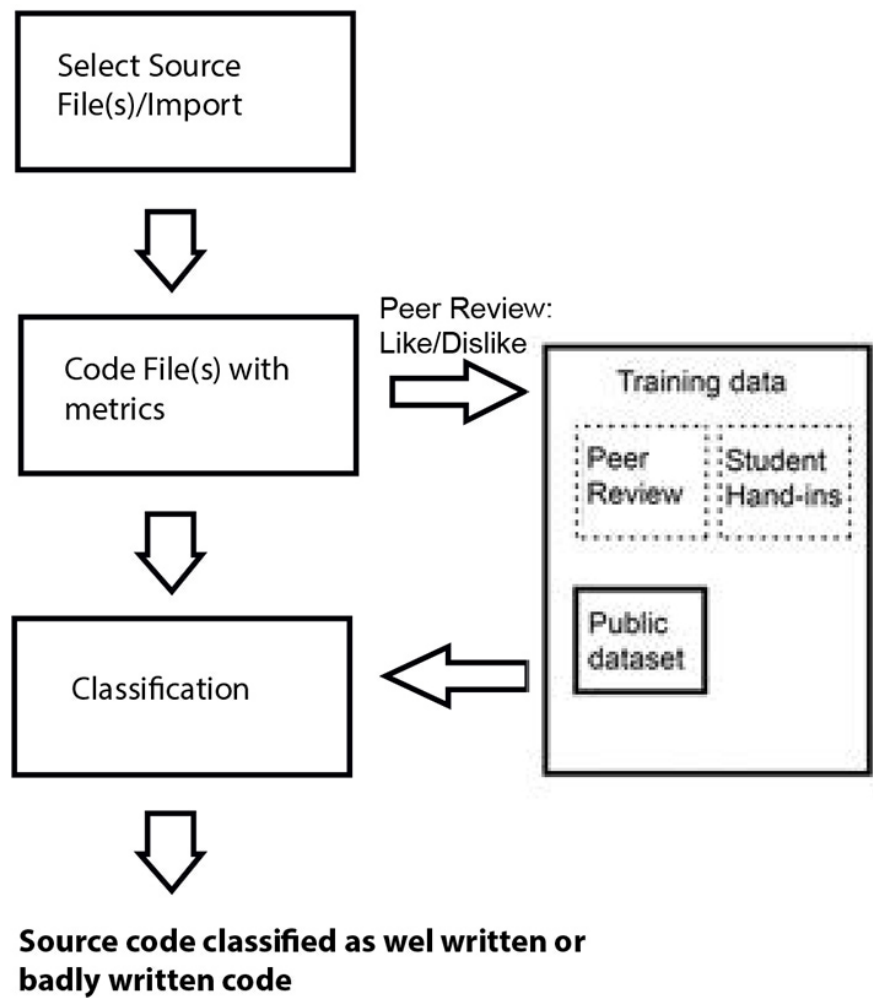 Select Source
File(s)/Import
Peer Review:
Like/Dislike
Code File(s) with
metrics
Training data
Peer
Review
Student
Hand-ins
Public
dataset
Classification
Source code classified as wel written or
badly written code